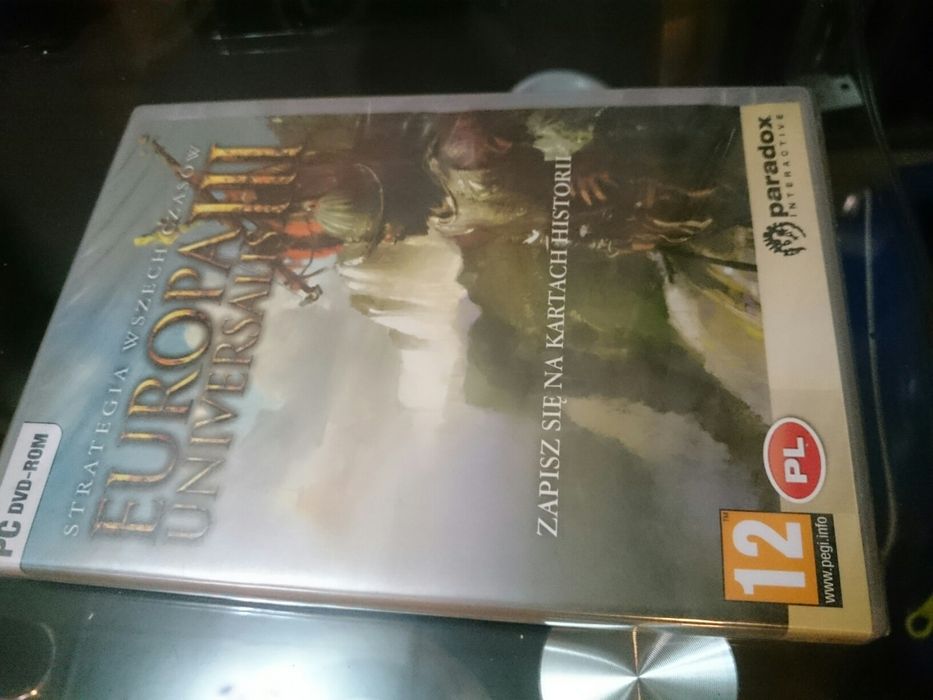 PC DVD-ROM
STRATEGIA WSZECH CZASÓW
EUROPA III
UNIVERSALIS
ZAPISZ SIĘ NA KARTACH HISTORII
12
™
www.pegi.info
PL
paradox
INTERACTIVE